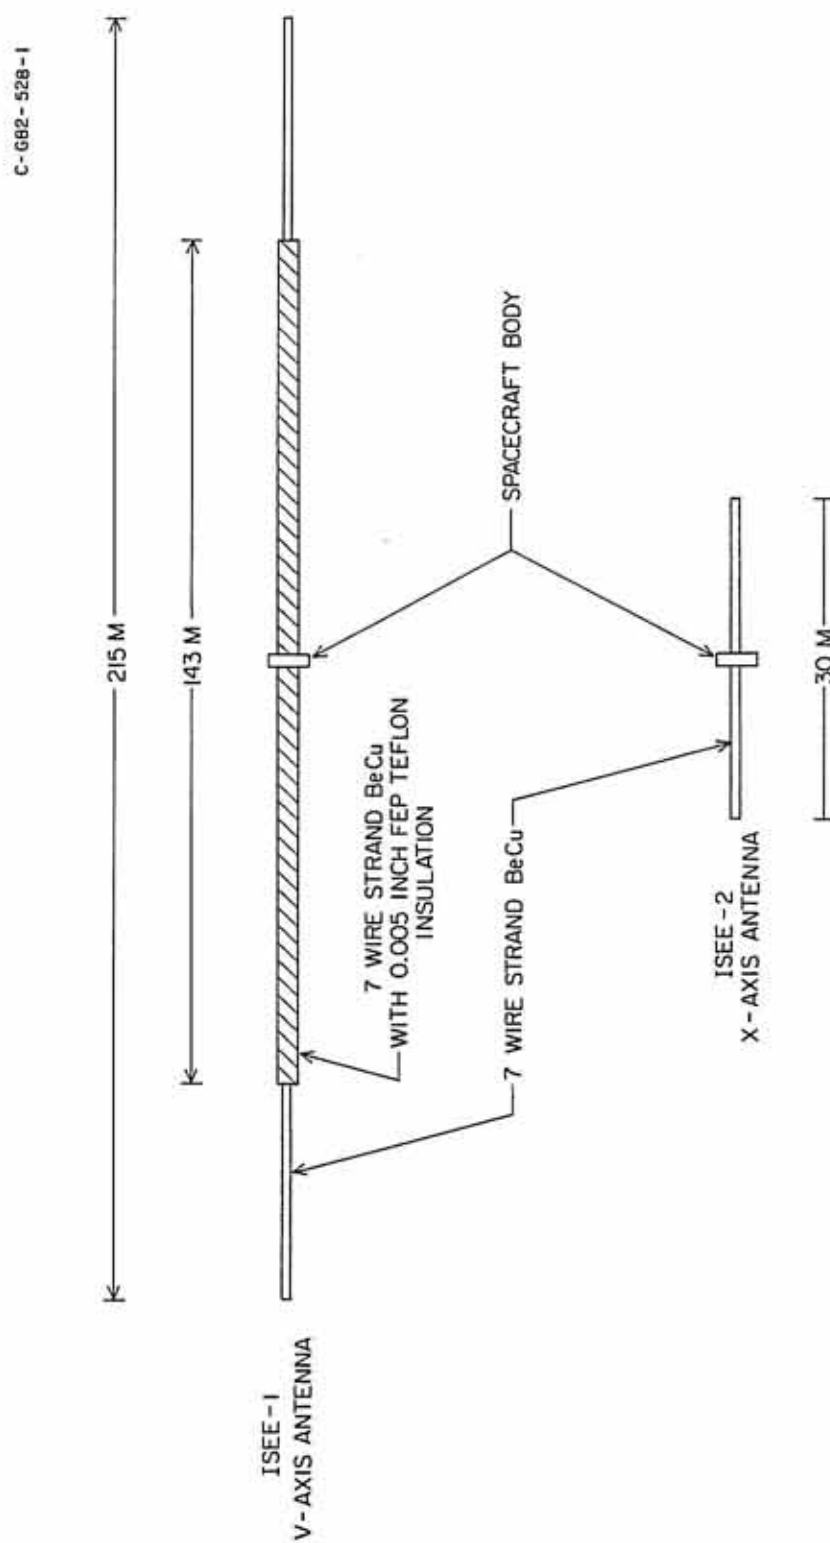 C-G82-528-1
215 M
143 M
ISEE-1
V-AXIS ANTENNA
7 WIRE STRAND BeCu
WITH 0.005 INCH FEP TEFLON
INSULATION
SPACECRAFT BODY
7 WIRE STRAND BeCu
ISEE-2
X-AXIS ANTENNA
30 M